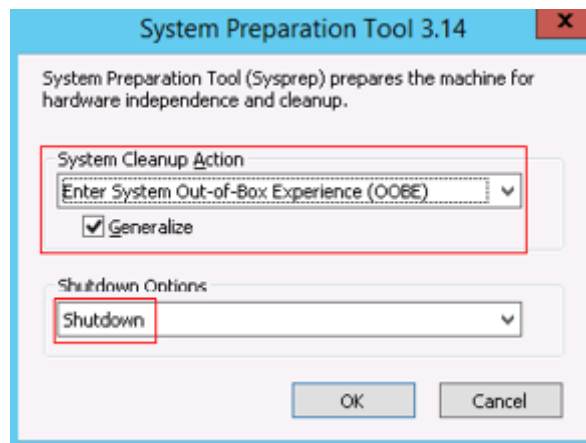 System Preparation Tool 3.14
x
System Preparation Tool (Sysprep) prepares the machine for
hardware independence and cleanup.
System Cleanup Action
Enter System Out-of-Box Experience (OOBE)
Generalize
Shutdown Options
Shutdown
OK
Cancel